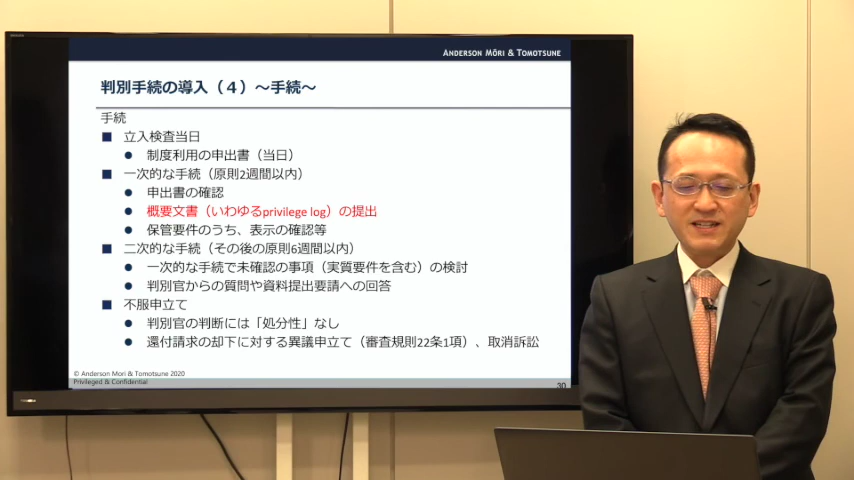 ANDERSON MŌRI & TOMOTSUNE
判別手続の導入（４）～手続～
手続
■ 立入検査当日
● 制度利用の申出書（当日）
■ 一次的な手続（原則2週間以内）
● 申出書の確認
● 概要文書（いわゆるprivilege log）の提出
● 保管要件のうち、表示の確認等
■ 二次的な手続（その後の原則6週間以内）
● 一次的な手続で未確認の事項（実質要件を含む）の検討
● 判別官からの質問や資料提出要請への回答
■ 不服申立て
● 判別官の判断には「処分性」なし
● 還付請求の却下に対する異議申立て（審査規則22条1項）、取消訴訟
© Anderson Mori & Tomotsune 2020
Privileged & Confidential
30